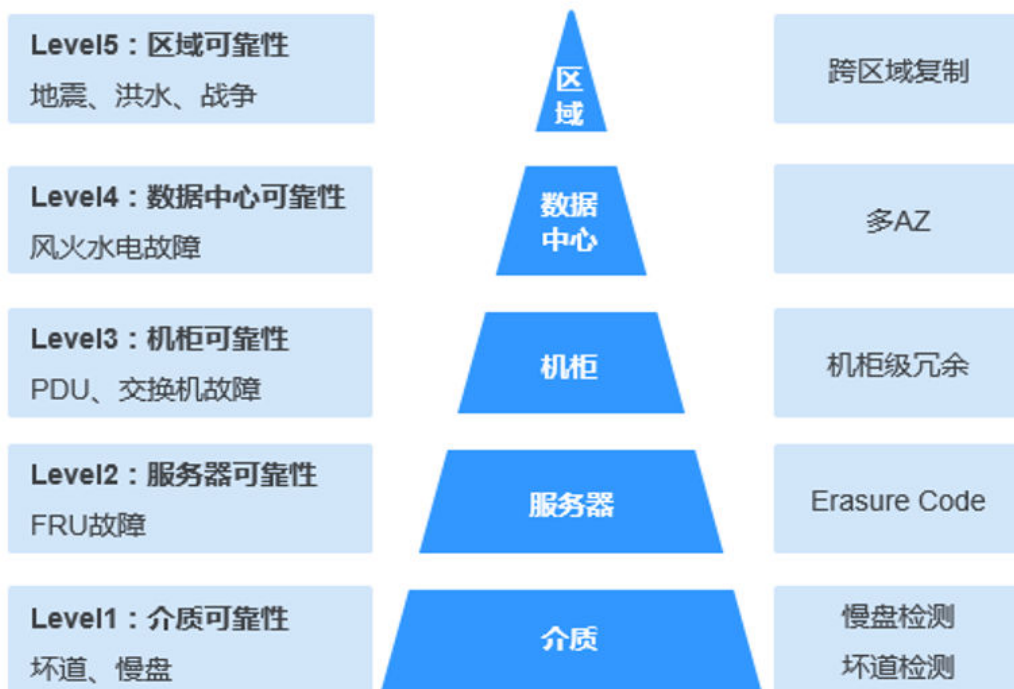 Level5：区域可靠性
地震、洪水、战争
区
域
跨区域复制
Level4：数据中心可靠性
风火水电故障
数据
中心
多AZ
Level3：机柜可靠性
PDU、交换机故障
机柜
机柜级冗余
Level2：服务器可靠性
FRU故障
服务器
Erasure Code
Level1：介质可靠性
坏道、慢盘
介质
慢盘检测
坏道检测